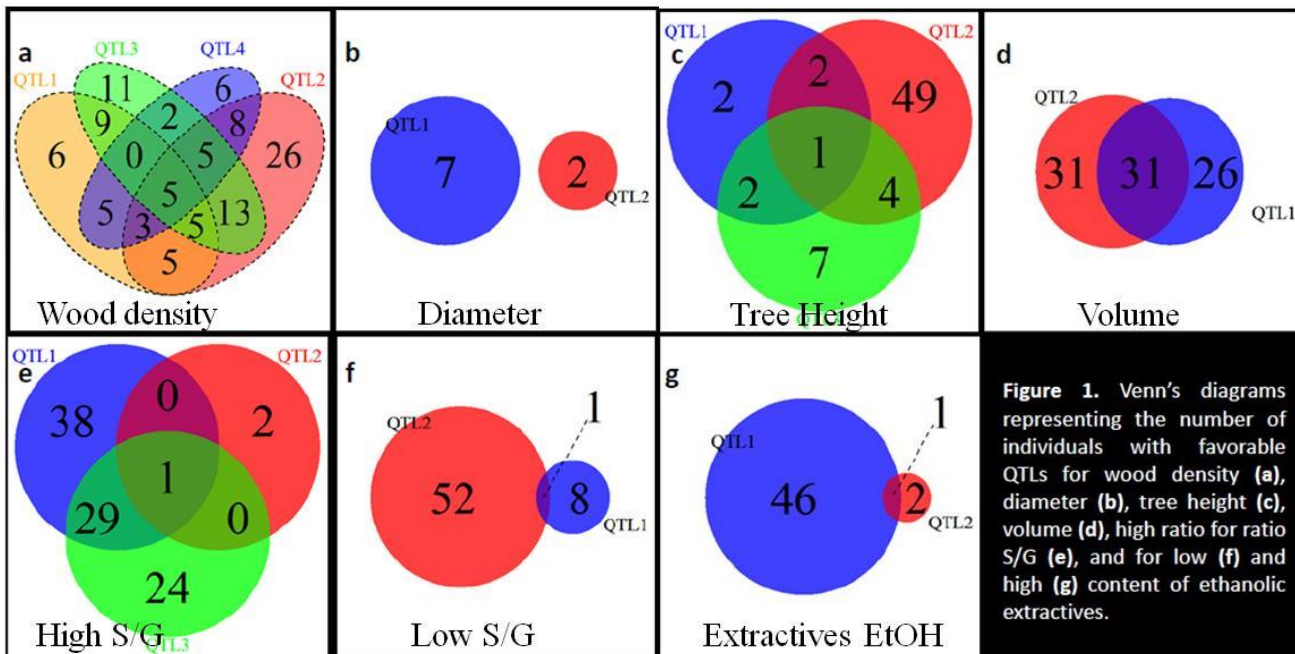 a
QTL3
QTL4
QTL1
QTL2
11
6
9
2
8
6
0
5
26
5
5
13
3
5
5
Wood density
b
QTL1
7
2
QTL2
Diameter
c
QTL1
QTL2
2
2
49
1
2
4
7
Tree Height
d
QTL2
31
31
26
QTL1
Volume
e
QTL1
QTL2
0
38
2
1
29
0
24
High S/G
QTL3
f
1
QTL2
52
8
QTL1
Low S/G
g
1
QTL1
46
2
QTL2
Extractives EtOH
Figure 1. Venn's diagrams
representing the number of
individuals with favorable
QTLs for wood density (a),
diameter (b), tree height (c),
volume (d), high ratio for ratio
S/G (e), and for low (f) and
high (g) content of ethanolic
extractives.